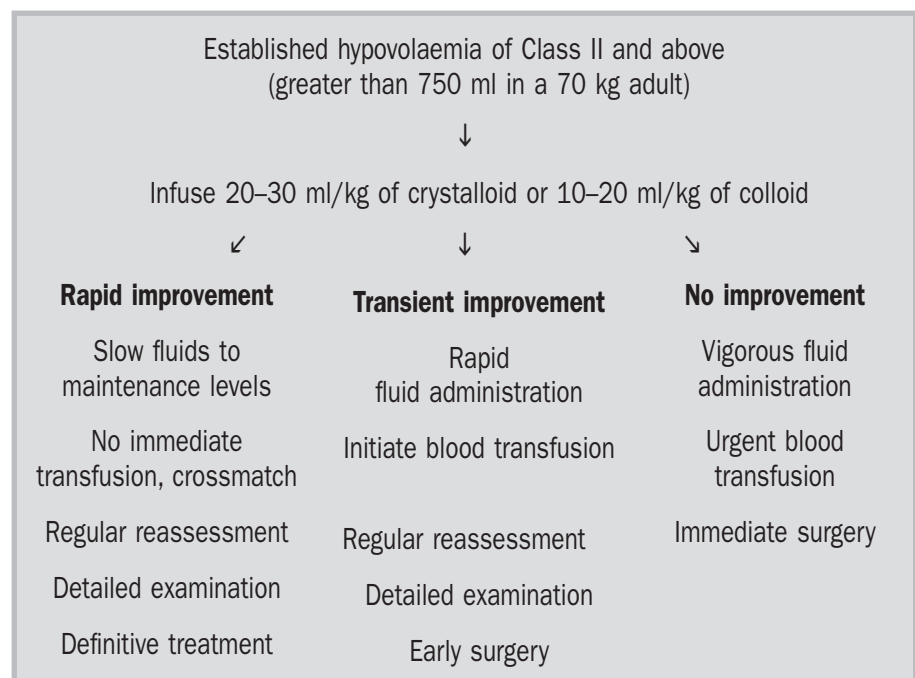 Established hypovolaemia of Class II and above
(greater than 750 ml in a 70 kg adult)
↓
Infuse 20–30 ml/kg of crystalloid or 10–20 ml/kg of colloid
↙ ↓ ↘
Rapid improvement
Slow fluids to
maintenance levels
No immediate
transfusion, crossmatch
Regular reassessment
Detailed examination
Definitive treatment
Transient improvement
Rapid
fluid administration
Initiate blood transfusion
Regular reassessment
Detailed examination
Early surgery
No improvement
Vigorous fluid
administration
Urgent blood
transfusion
Immediate surgery